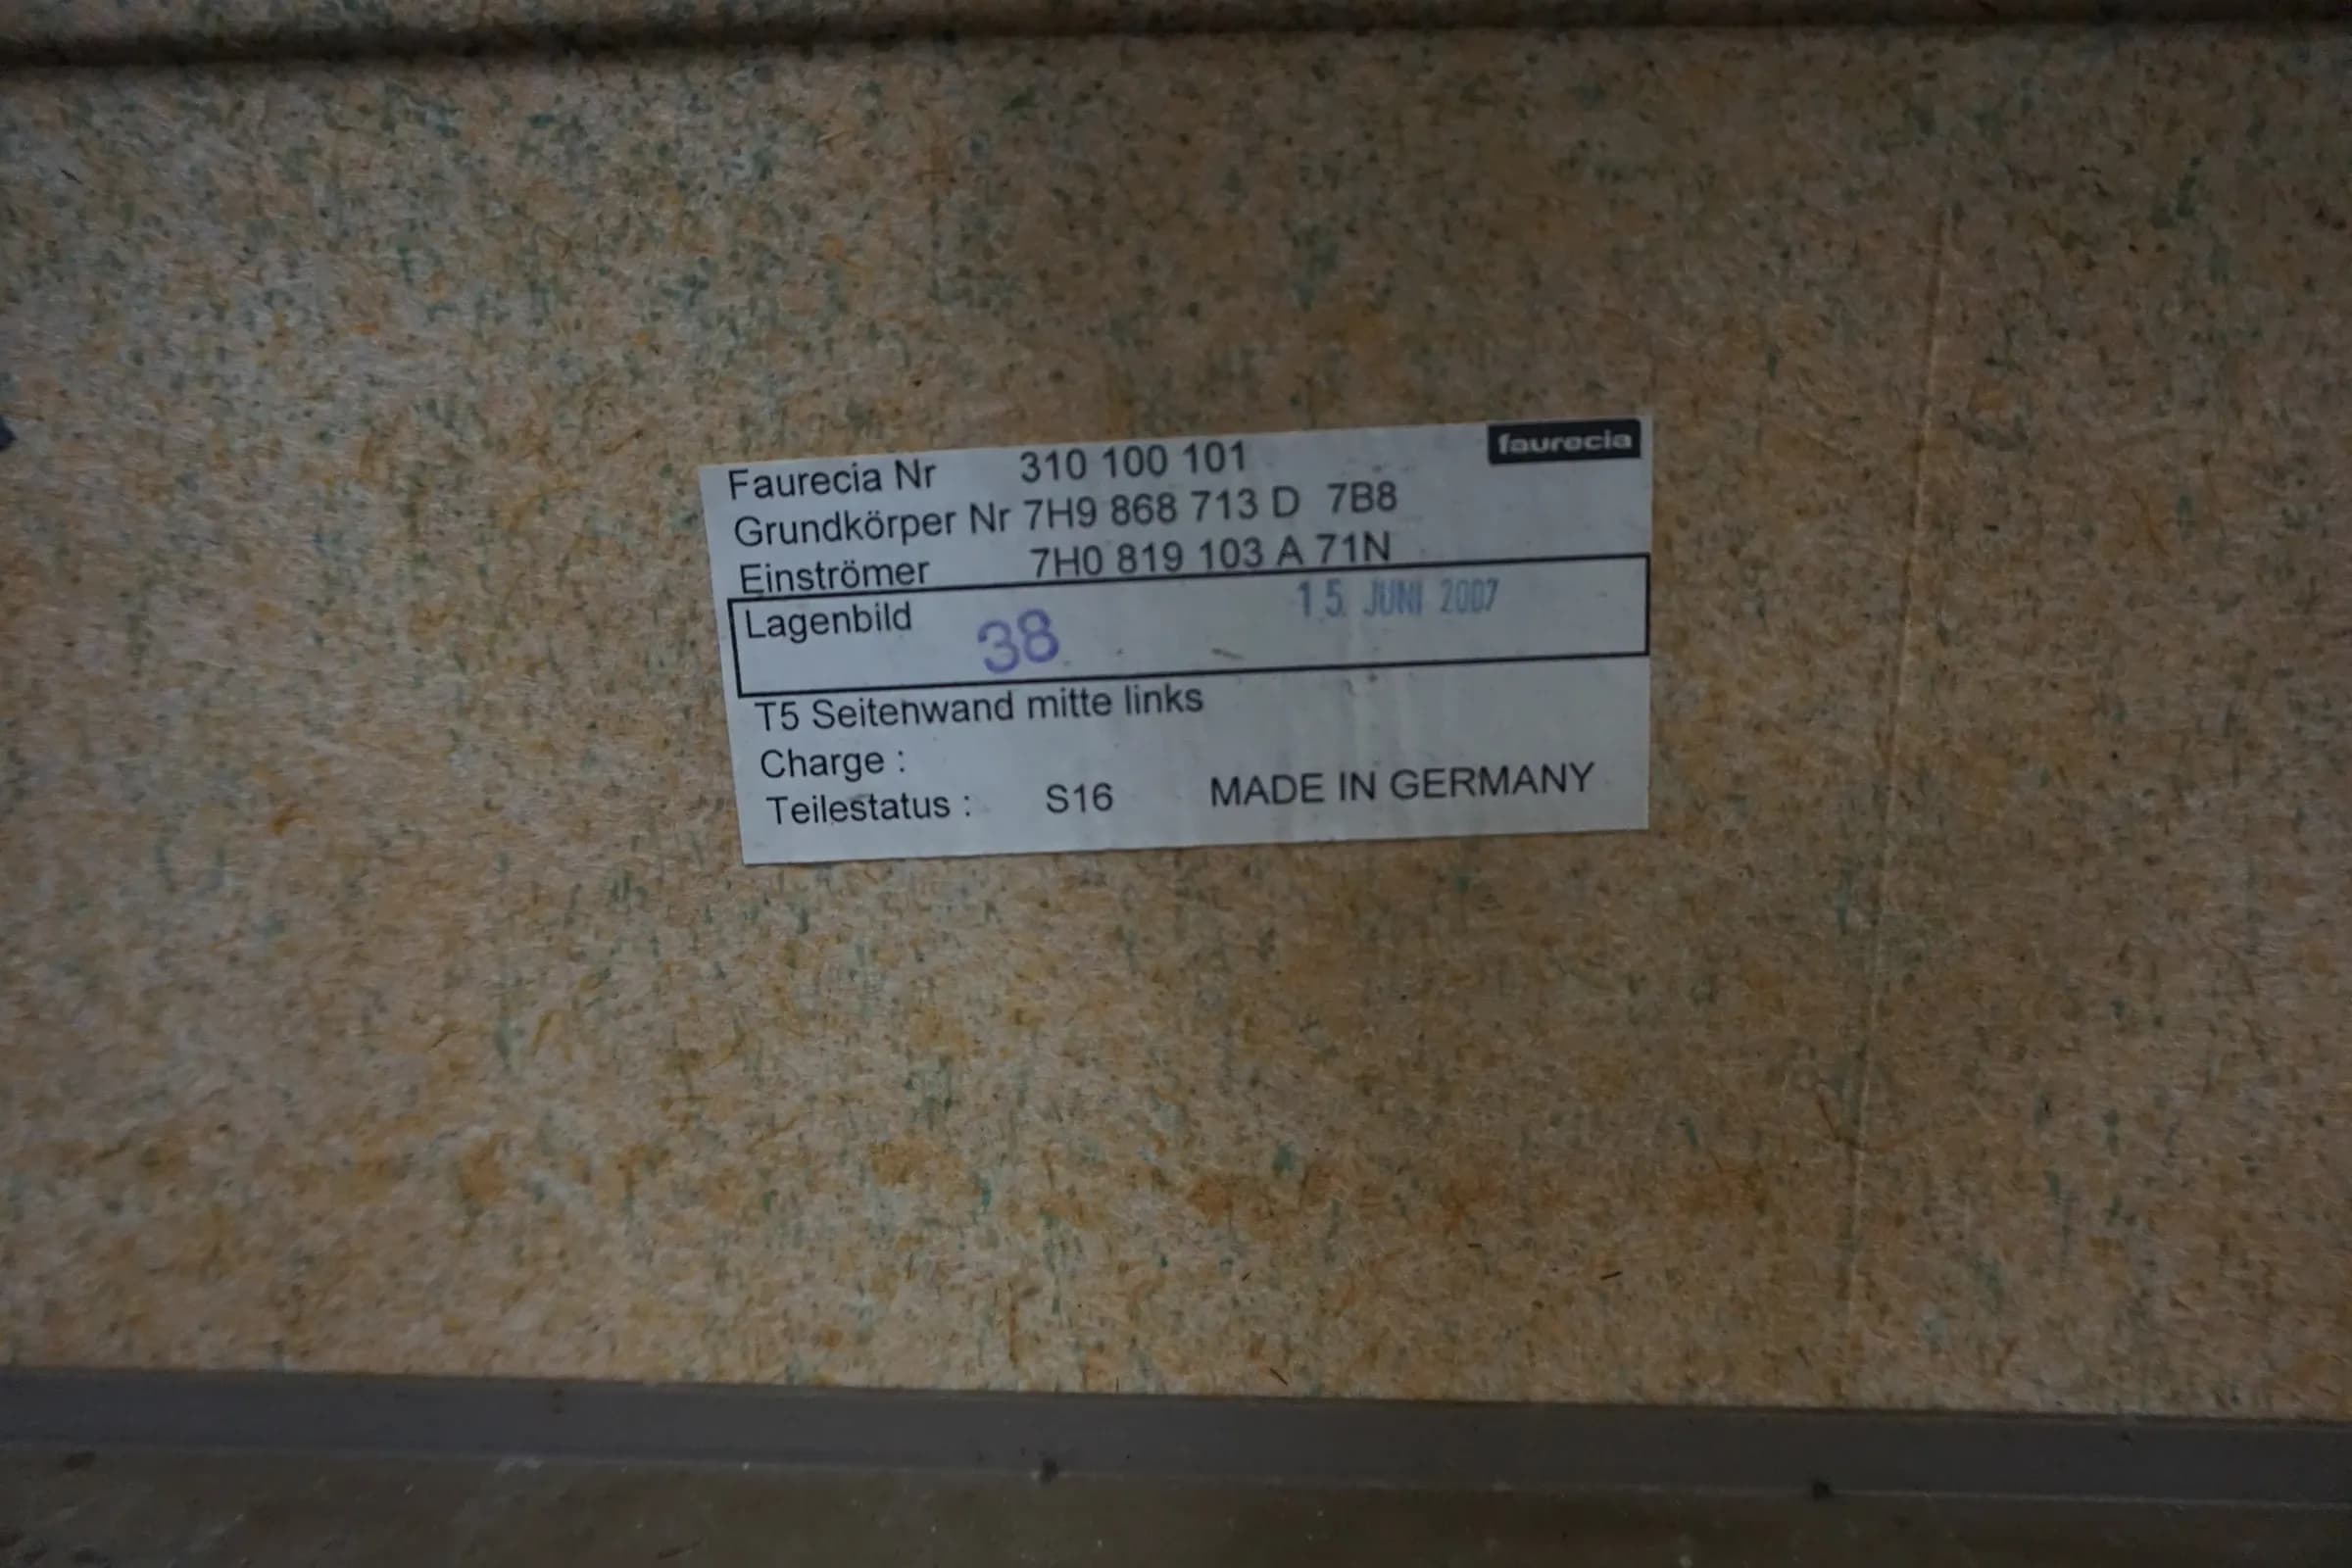 faurecia
Faurecia Nr 310 100 101
Grundkörper Nr 7H9 868 713 D 7B8
Einströmer 7H0 819 103 A 71N
Lagenbild 38 15. JUNI 2007
T5 Seitenwand mitte links
Charge :
Teilestatus : S16 MADE IN GERMANY